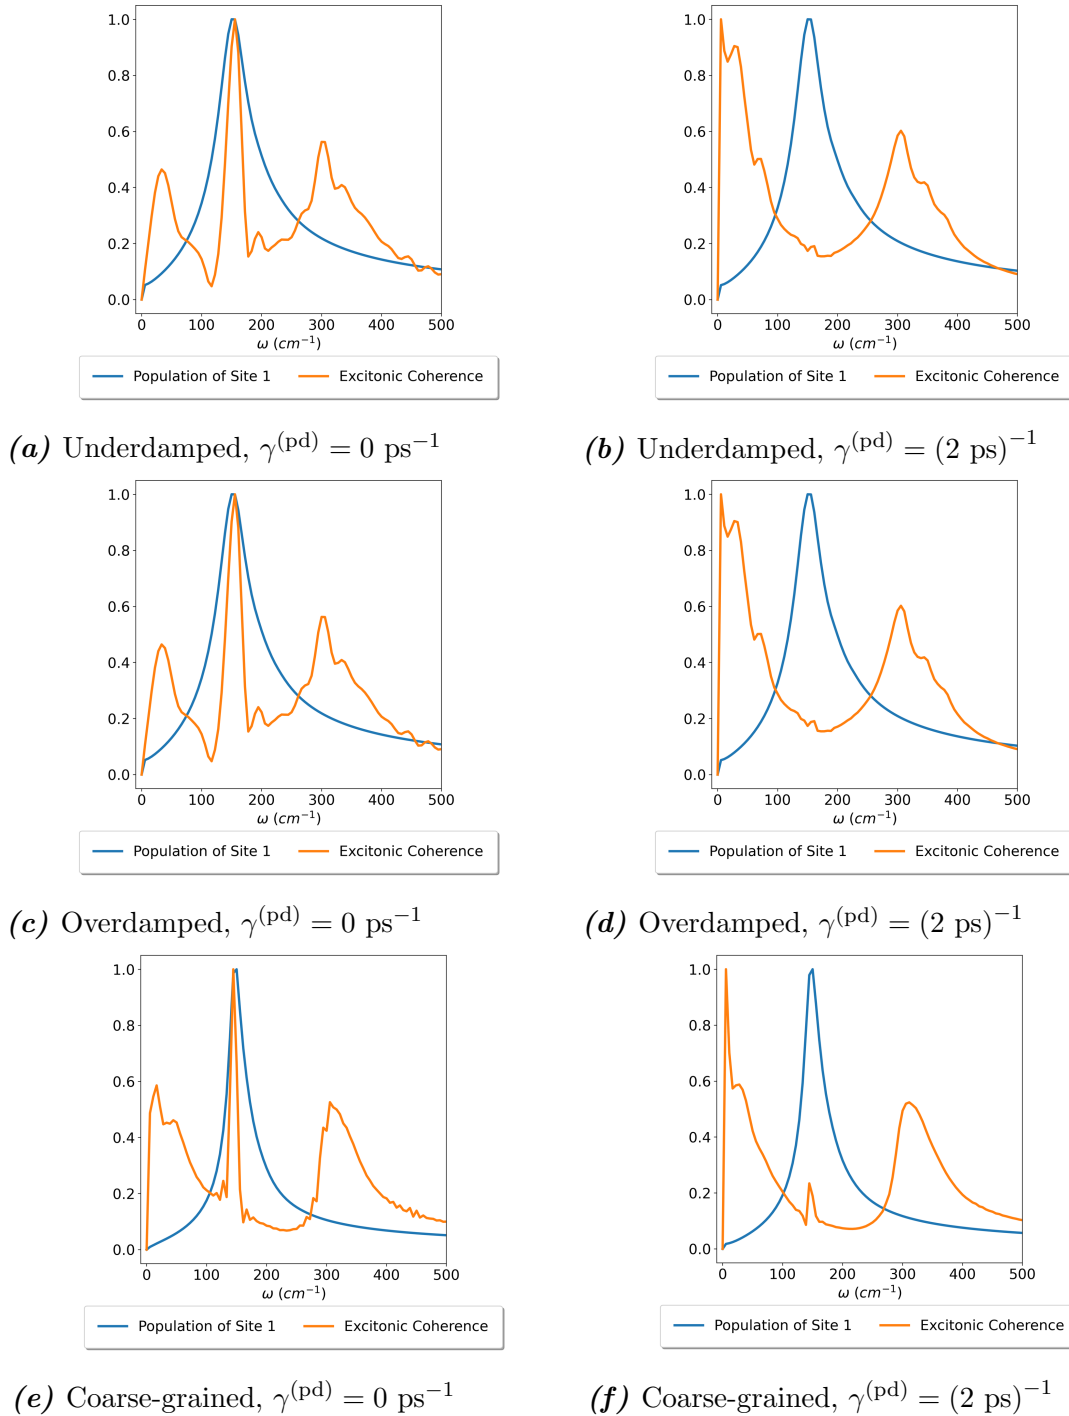 1.0
0.8
0.6
0.4
0.2
0.0
0 100 200 300 400 500
ω (cm⁻¹)
Population of Site 1 Excitonic Coherence
(a) Underdamped, γ⁽ᵖᵈ⁾ = 0 ps⁻¹
1.0
0.8
0.6
0.4
0.2
0.0
0 100 200 300 400 500
ω (cm⁻¹)
Population of Site 1 Excitonic Coherence
(b) Underdamped, γ⁽ᵖᵈ⁾ = (2 ps)⁻¹
1.0
0.8
0.6
0.4
0.2
0.0
0 100 200 300 400 500
ω (cm⁻¹)
Population of Site 1 Excitonic Coherence
(c) Overdamped, γ⁽ᵖᵈ⁾ = 0 ps⁻¹
1.0
0.8
0.6
0.4
0.2
0.0
0 100 200 300 400 500
ω (cm⁻¹)
Population of Site 1 Excitonic Coherence
(d) Overdamped, γ⁽ᵖᵈ⁾ = (2 ps)⁻¹
1.0
0.8
0.6
0.4
0.2
0.0
0 100 200 300 400 500
ω (cm⁻¹)
Population of Site 1 Excitonic Coherence
(e) Coarse-grained, γ⁽ᵖᵈ⁾ = 0 ps⁻¹
1.0
0.8
0.6
0.4
0.2
0.0
0 100 200 300 400 500
ω (cm⁻¹)
Population of Site 1 Excitonic Coherence
(f) Coarse-grained, γ⁽ᵖᵈ⁾ = (2 ps)⁻¹